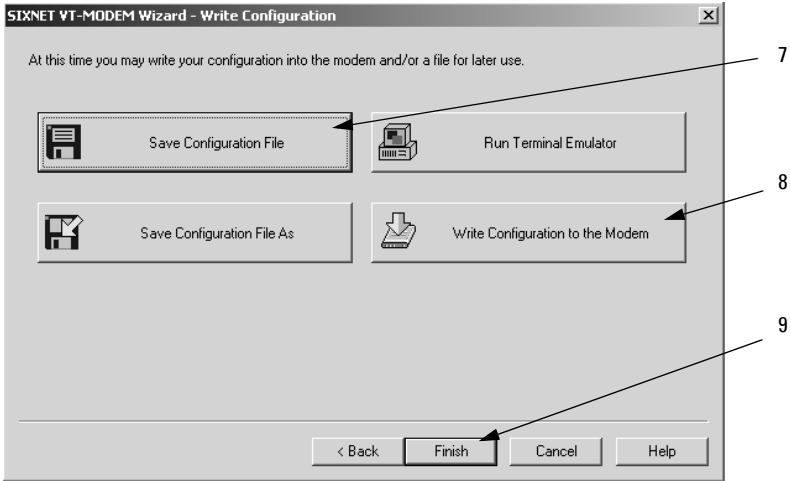 SIXNET VT-MODEM Wizard - Write Configuration
At this time you may write your configuration into the modem and/or a file for later use.
7
Save Configuration File
Run Terminal Emulator
8
Save Configuration File As
Write Configuration to the Modem
9
< Back
Finish
Cancel
Help